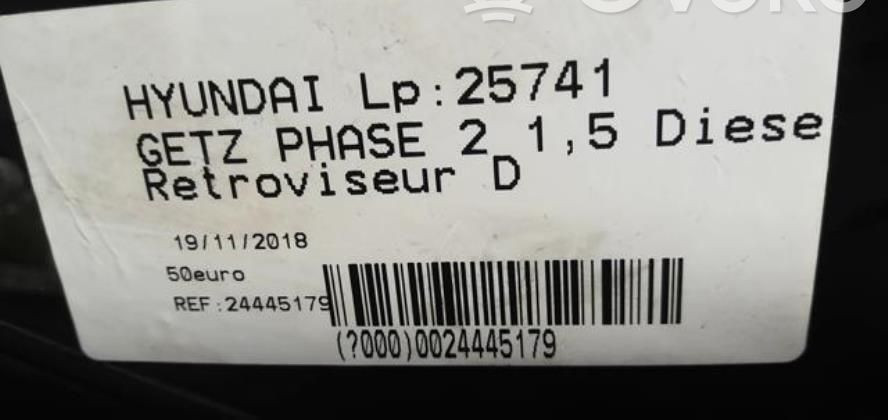 HYUNDAI Lp:25741
GETZ PHASE 2 1,5 Diese
Retroviseur D
19/11/2018
50euro
REF:24445179
(?000)0024445179